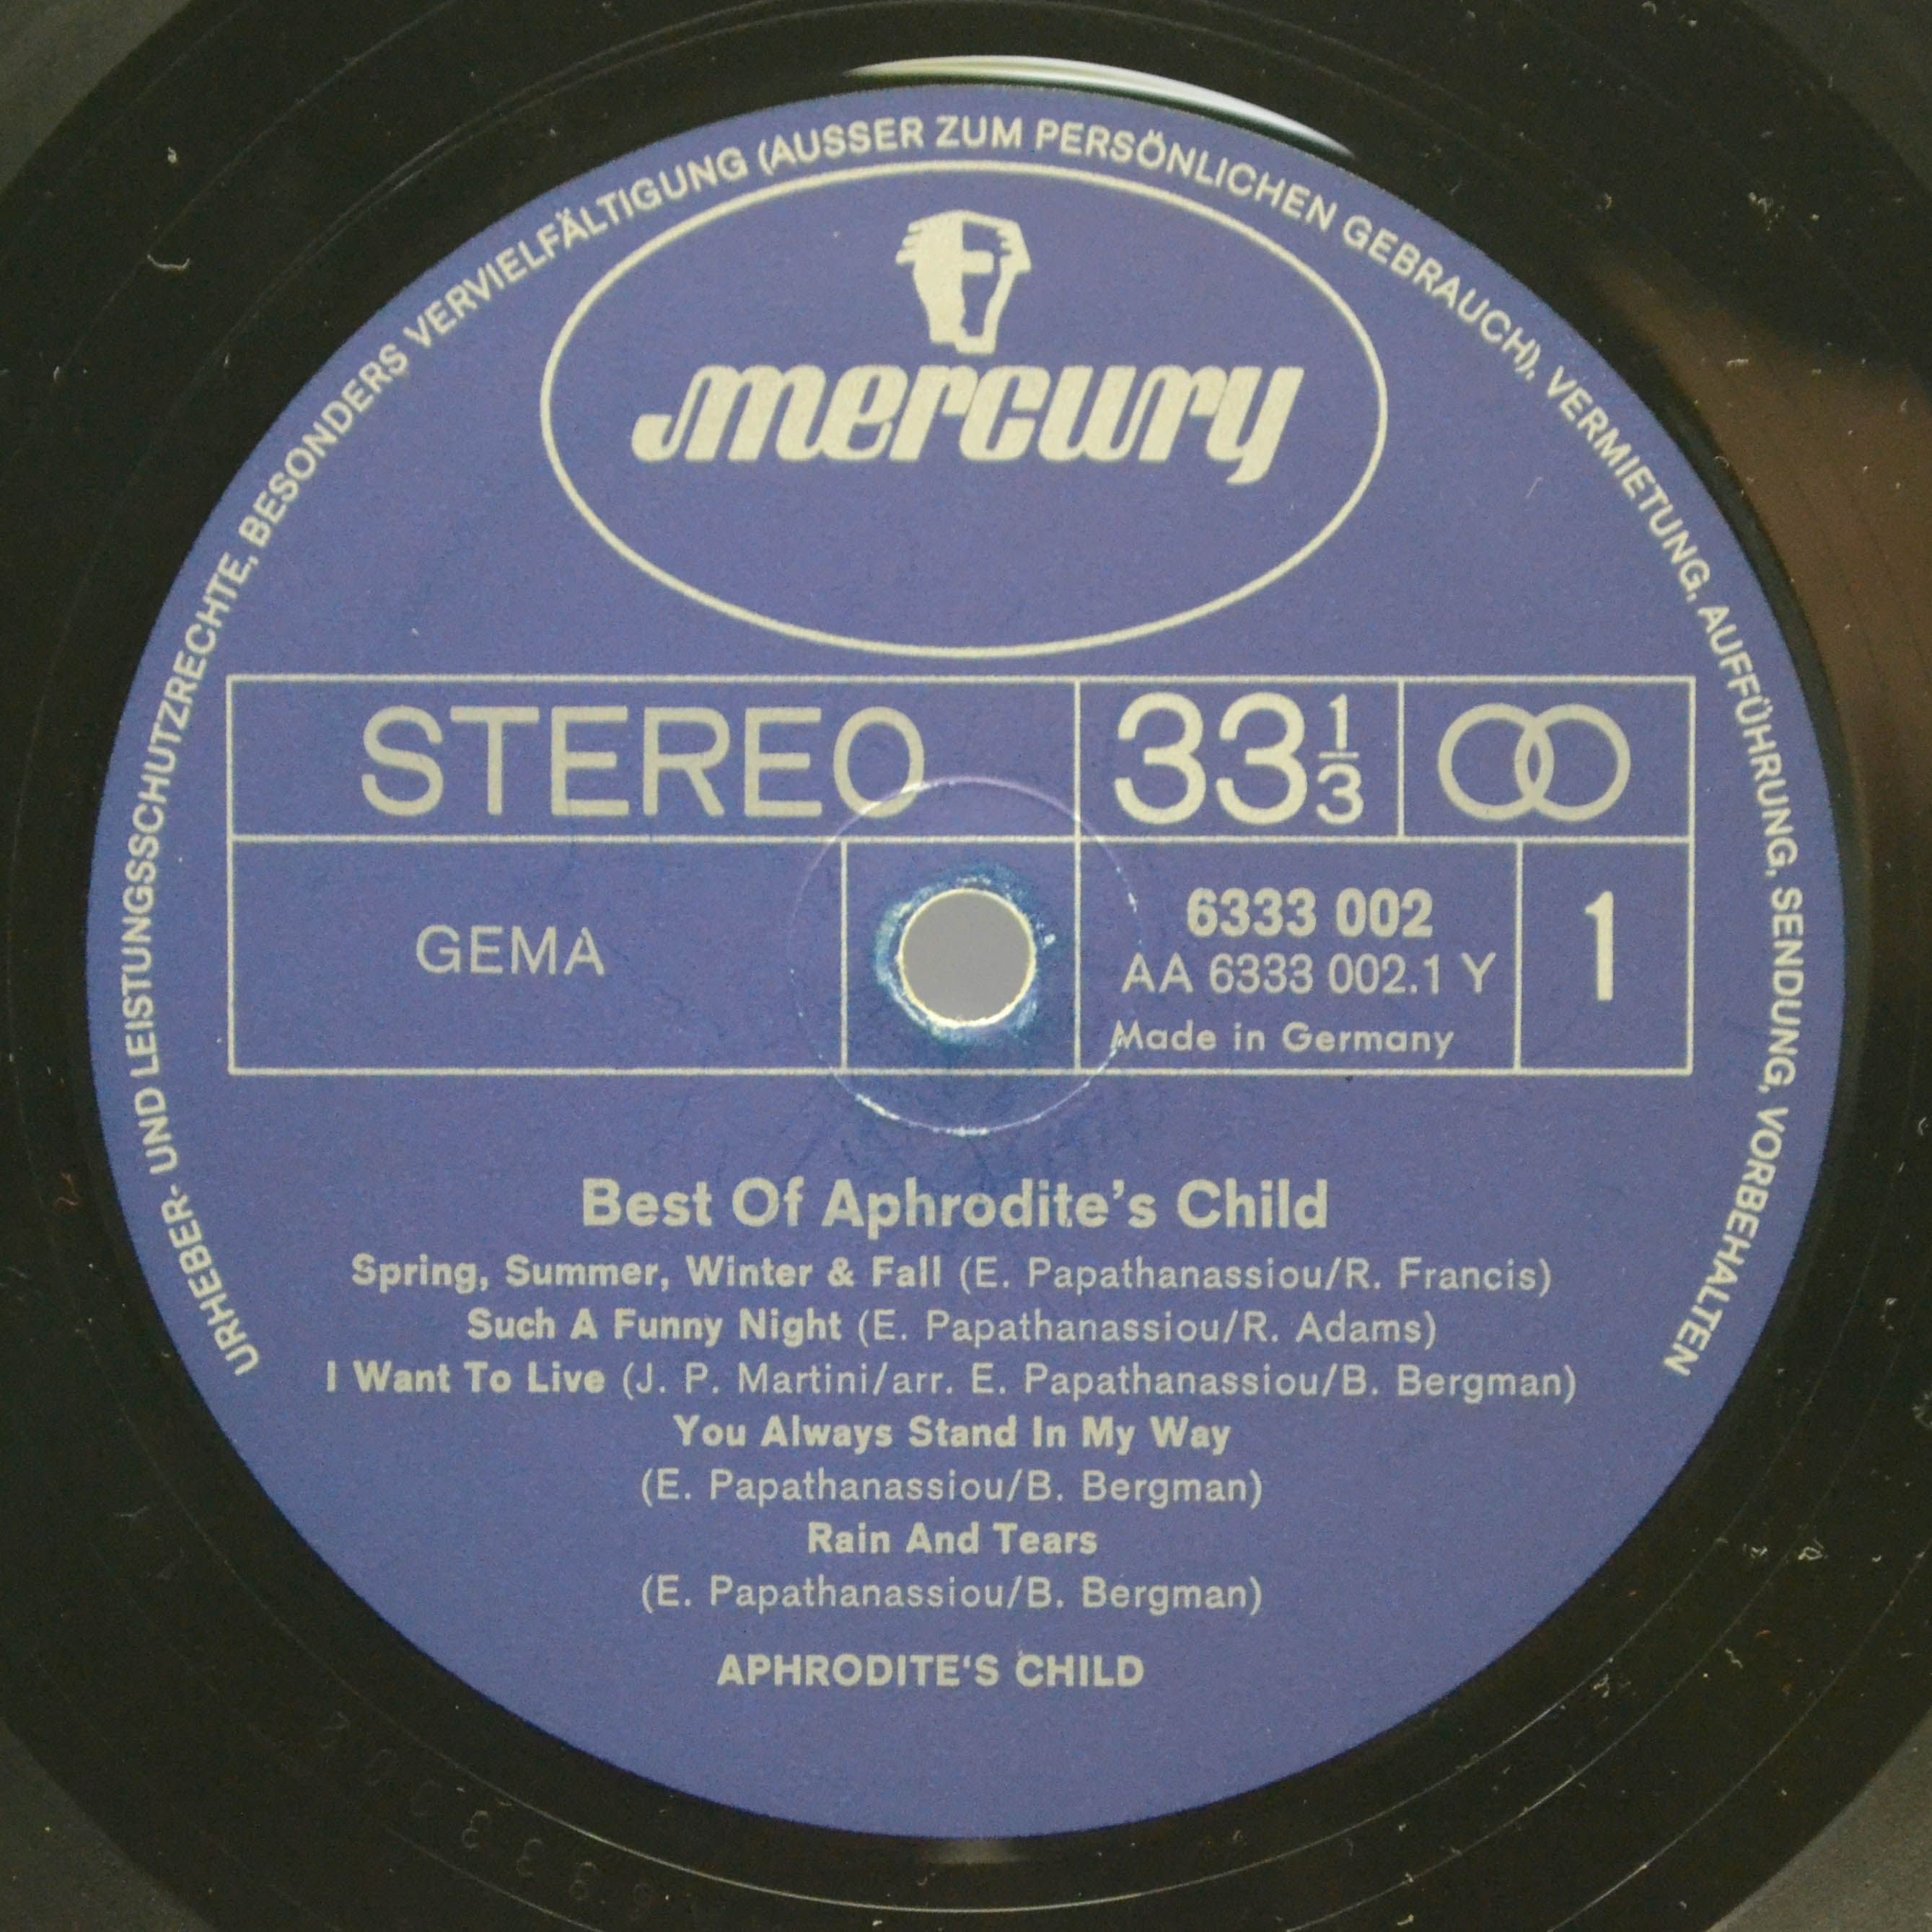 URHEBER- UND LEISTUNGSSCHUTZRECHTE, BESONDERS VERVIELFÄLTIGUNG (AUSSER ZUM PERSÖNLICHEN GEBRAUCH), VERMIETUNG, AUFFÜHRUNG, SENDUNG, VORBEHALTEN
mercury
STEREO 33 1/3
GEMA
6333 002
AA 6333 002.1 Y
Made in Germany
1
Best Of Aphrodite's Child
Spring, Summer, Winter & Fall (E. Papathanassiou/R. Francis)
Such A Funny Night (E. Papathanassiou/R. Adams)
I Want To Live (J. P. Martini/arr. E. Papathanassiou/B. Bergman)
You Always Stand In My Way
(E. Papathanassiou/B. Bergman)
Rain And Tears
(E. Papathanassiou/B. Bergman)
APHRODITE'S CHILD